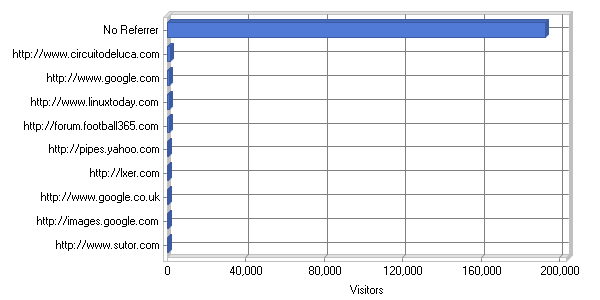 No Referrer
http://www.circuitodeluca.com
http://www.google.com
http://www.linuxtoday.com
http://forum.football365.com
http://pipes.yahoo.com
http://lxer.com
http://www.google.co.uk
http://images.google.com
http://www.sutor.com
0 40,000 80,000 120,000 160,000 200,000
Visitors